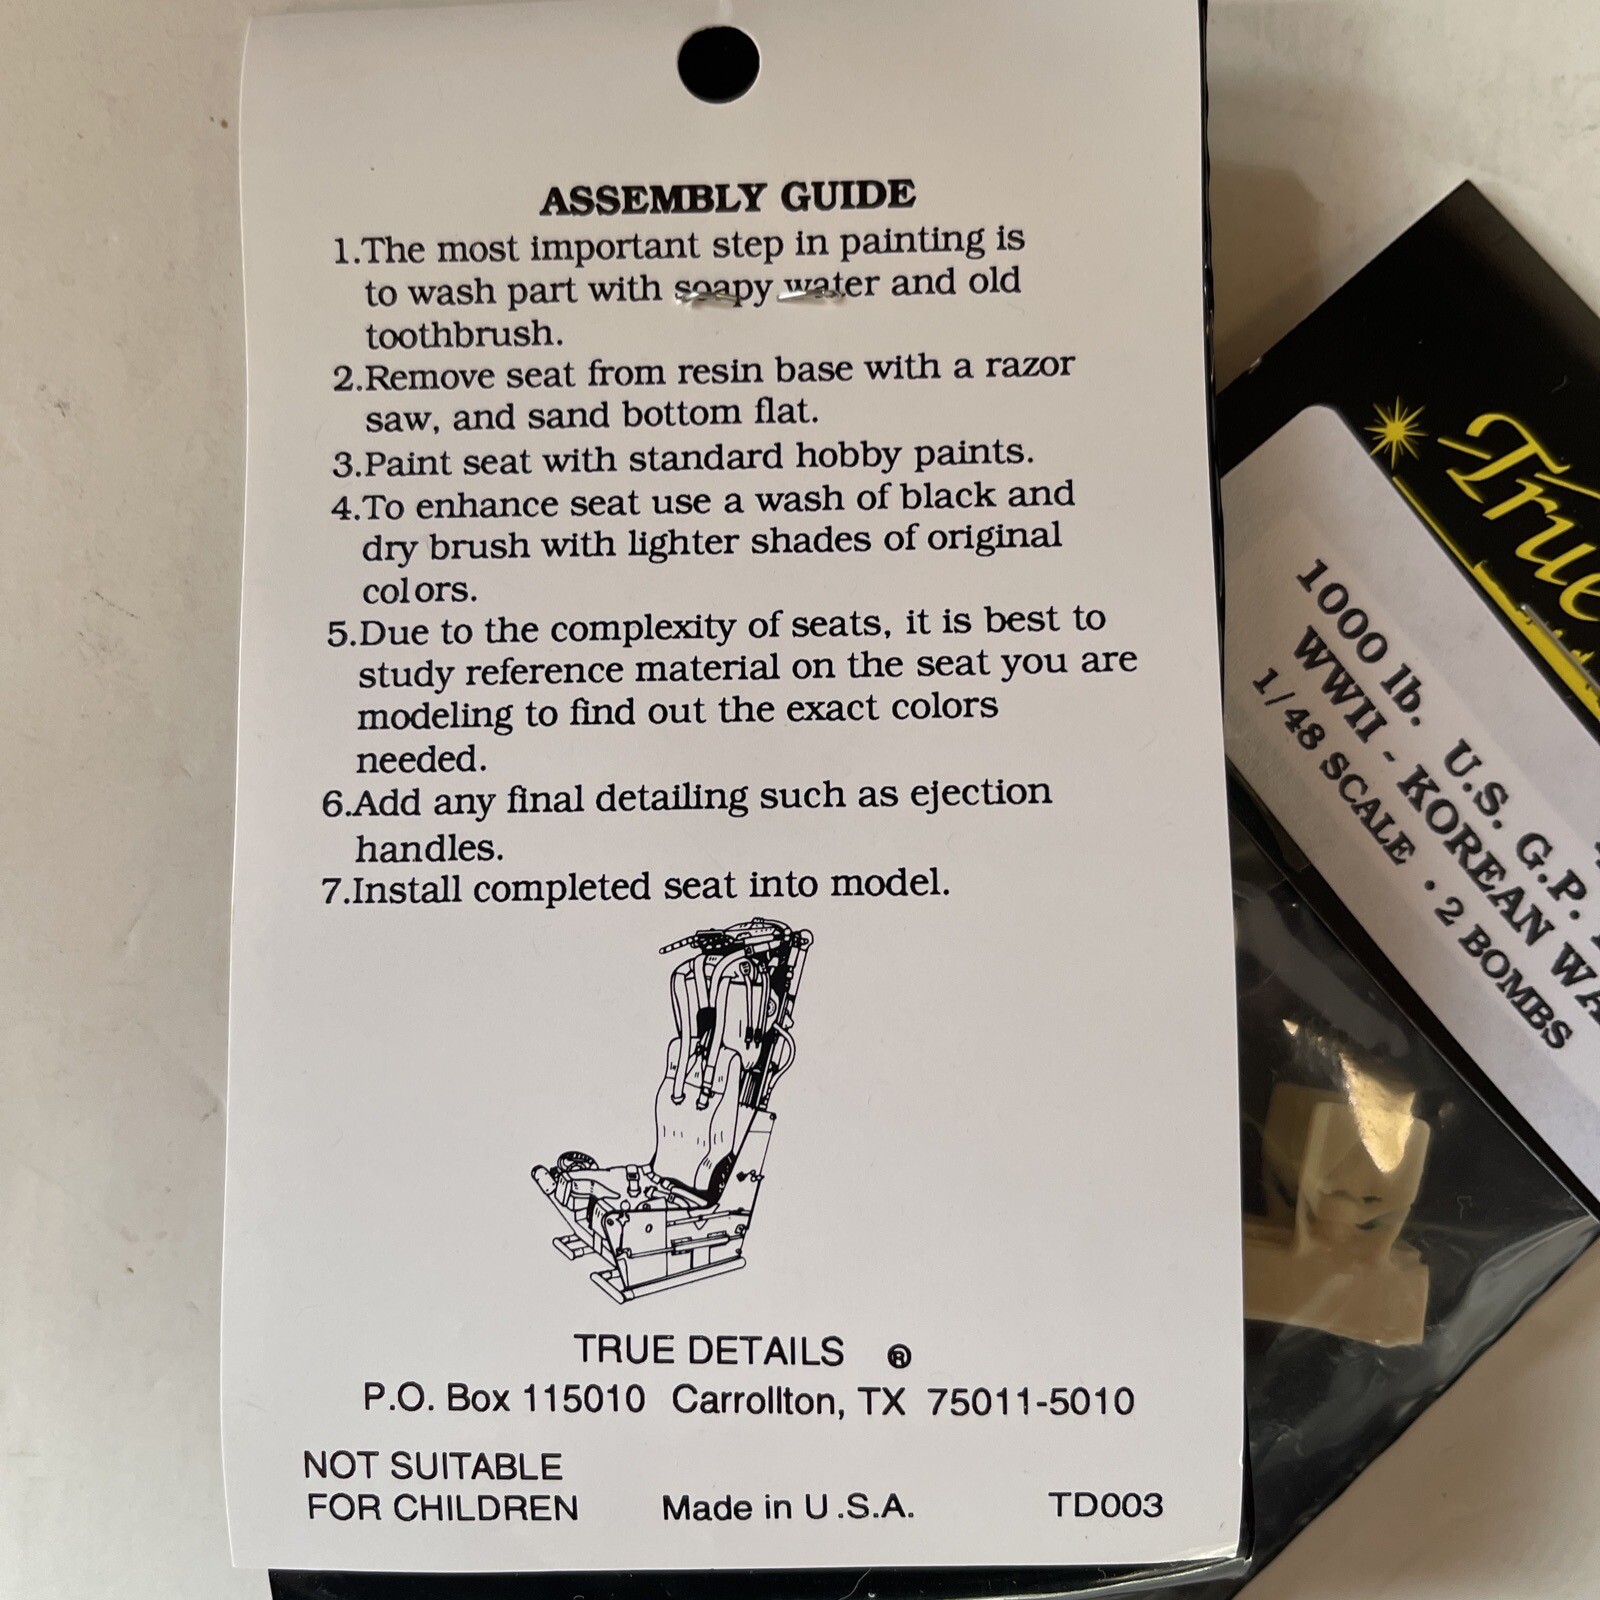 ASSEMBLY GUIDE
1.The most important step in painting is
to wash part with soapy water and old
toothbrush.
2.Remove seat from resin base with a razor
saw, and sand bottom flat.
3.Paint seat with standard hobby paints.
4.To enhance seat use a wash of black and
dry brush with lighter shades of original
colors.
5.Due to the complexity of seats, it is best to
study reference material on the seat you are
modeling to find out the exact colors
needed.
6.Add any final detailing such as ejection
handles.
7.Install completed seat into model.
TRUE DETAILS ®
P.O. Box 115010 Carrollton, TX 75011-5010
NOT SUITABLE
FOR CHILDREN Made in U.S.A. TD003
True
1000 lb. U.S. G.P.
WWII - KOREAN
1/48 SCALE • 2 BOMBS